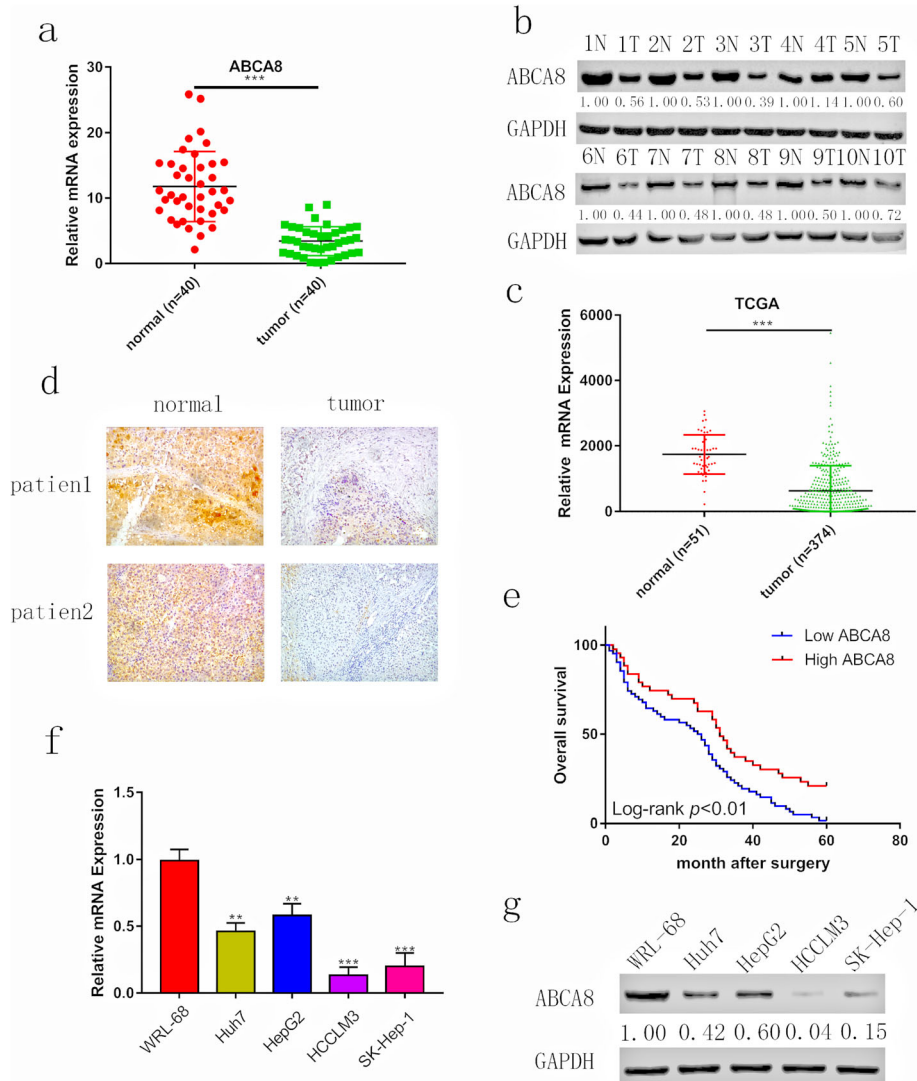 a
ABCA8
***
Relative mRNA expression
30
20
10
0
normal (n=40)
tumor (n=40)
b
1N 1T 2N 2T 3N 3T 4N 4T 5N 5T
ABCA8
1.00 0.56 1.00 0.53 1.00 0.39 1.00 1.14 1.00 0.60
GAPDH
6N 6T 7N 7T 8N 8T 9N 9T 10N 10T
ABCA8
1.00 0.44 1.00 0.48 1.00 0.48 1.00 0.50 1.00 0.72
GAPDH
c
TCGA
***
Relative mRNA Expression
6000
4000
2000
0
normal (n=51)
tumor (n=374)
d
normal tumor
patien1
patien2
e
Low ABCA8
High ABCA8
Overall survival
100
50
0
Log-rank p<0.01
0 20 40 60 80
month after surgery
f
Relative mRNA Expression
1.5
1.0
0.5
0.0
** ** *** ***
WRL-68
Huh7
HepG2
HCCLM3
SK-Hep-1
g
WRL-68 Huh7 HepG2 HCCLM3 SK-Hep-1
ABCA8
1.00 0.42 0.60 0.04 0.15
GAPDH